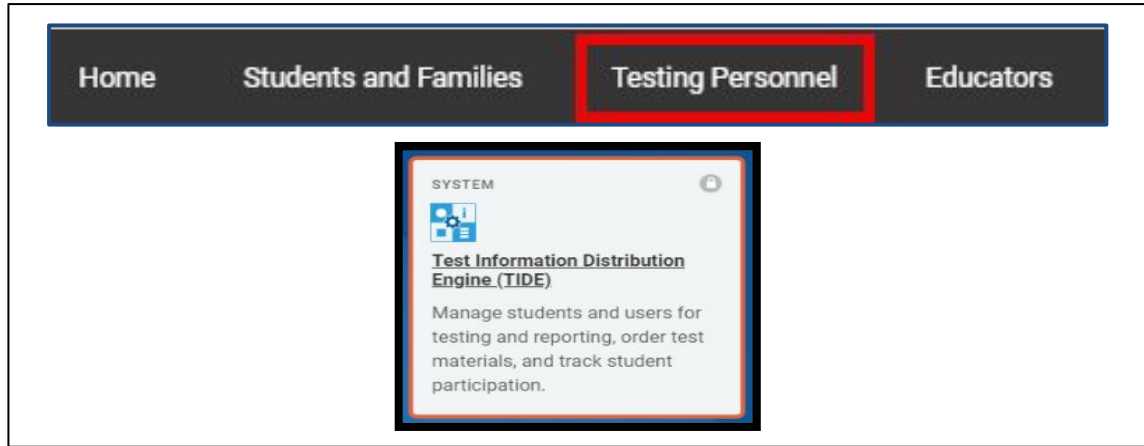 Home Students and Families Testing Personnel Educators
SYSTEM
Test Information Distribution
Engine (TIDE)
Manage students and users for
testing and reporting, order test
materials, and track student
participation.